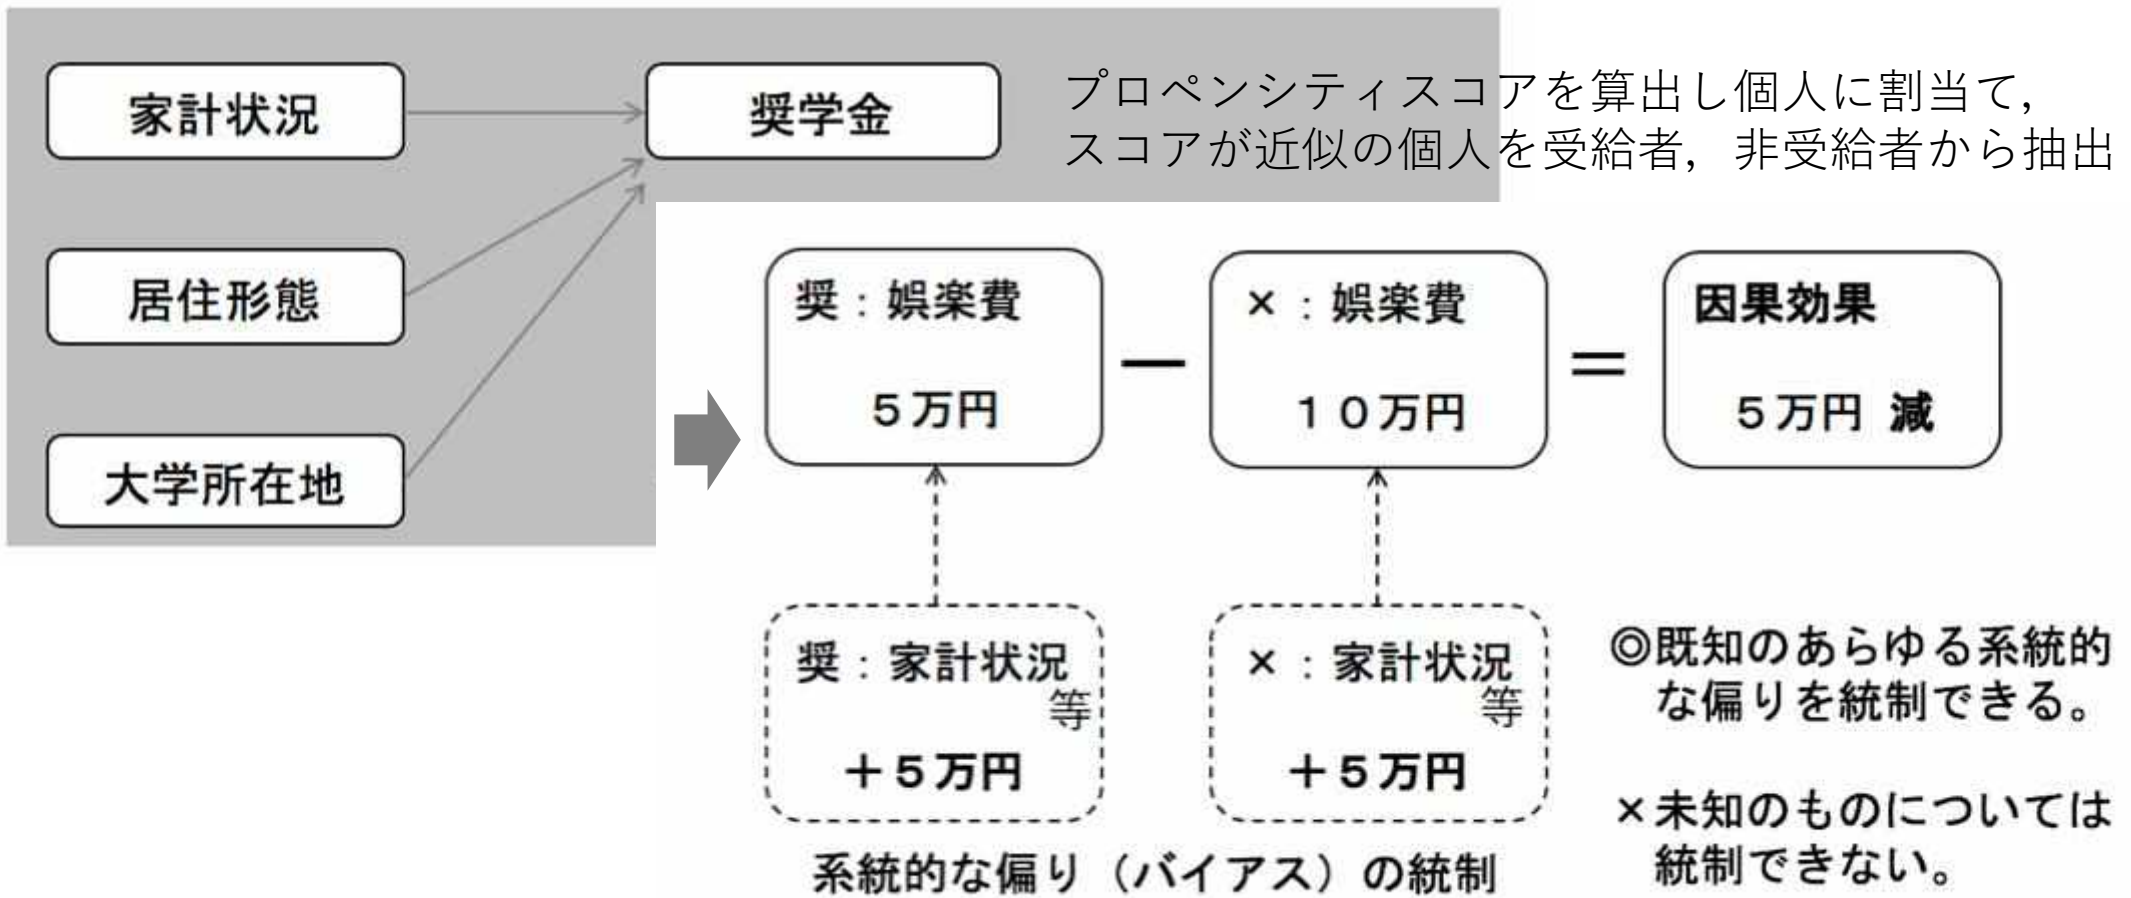 家計状況
奨学金
プロペンシティスコアを算出し個人に割当て,
スコアが近似の個人を受給者,非受給者から抽出
居住形態
大学所在地
奨:娯楽費
5万円
―
×:娯楽費
10万円
=
因果効果
5万円 減
奨:家計状況
等
+5万円
×:家計状況
等
+5万円
系統的な偏り(バイアス)の統制
◎既知のあらゆる系統的
な偏りを統制できる。
×未知のものについては
統制できない。